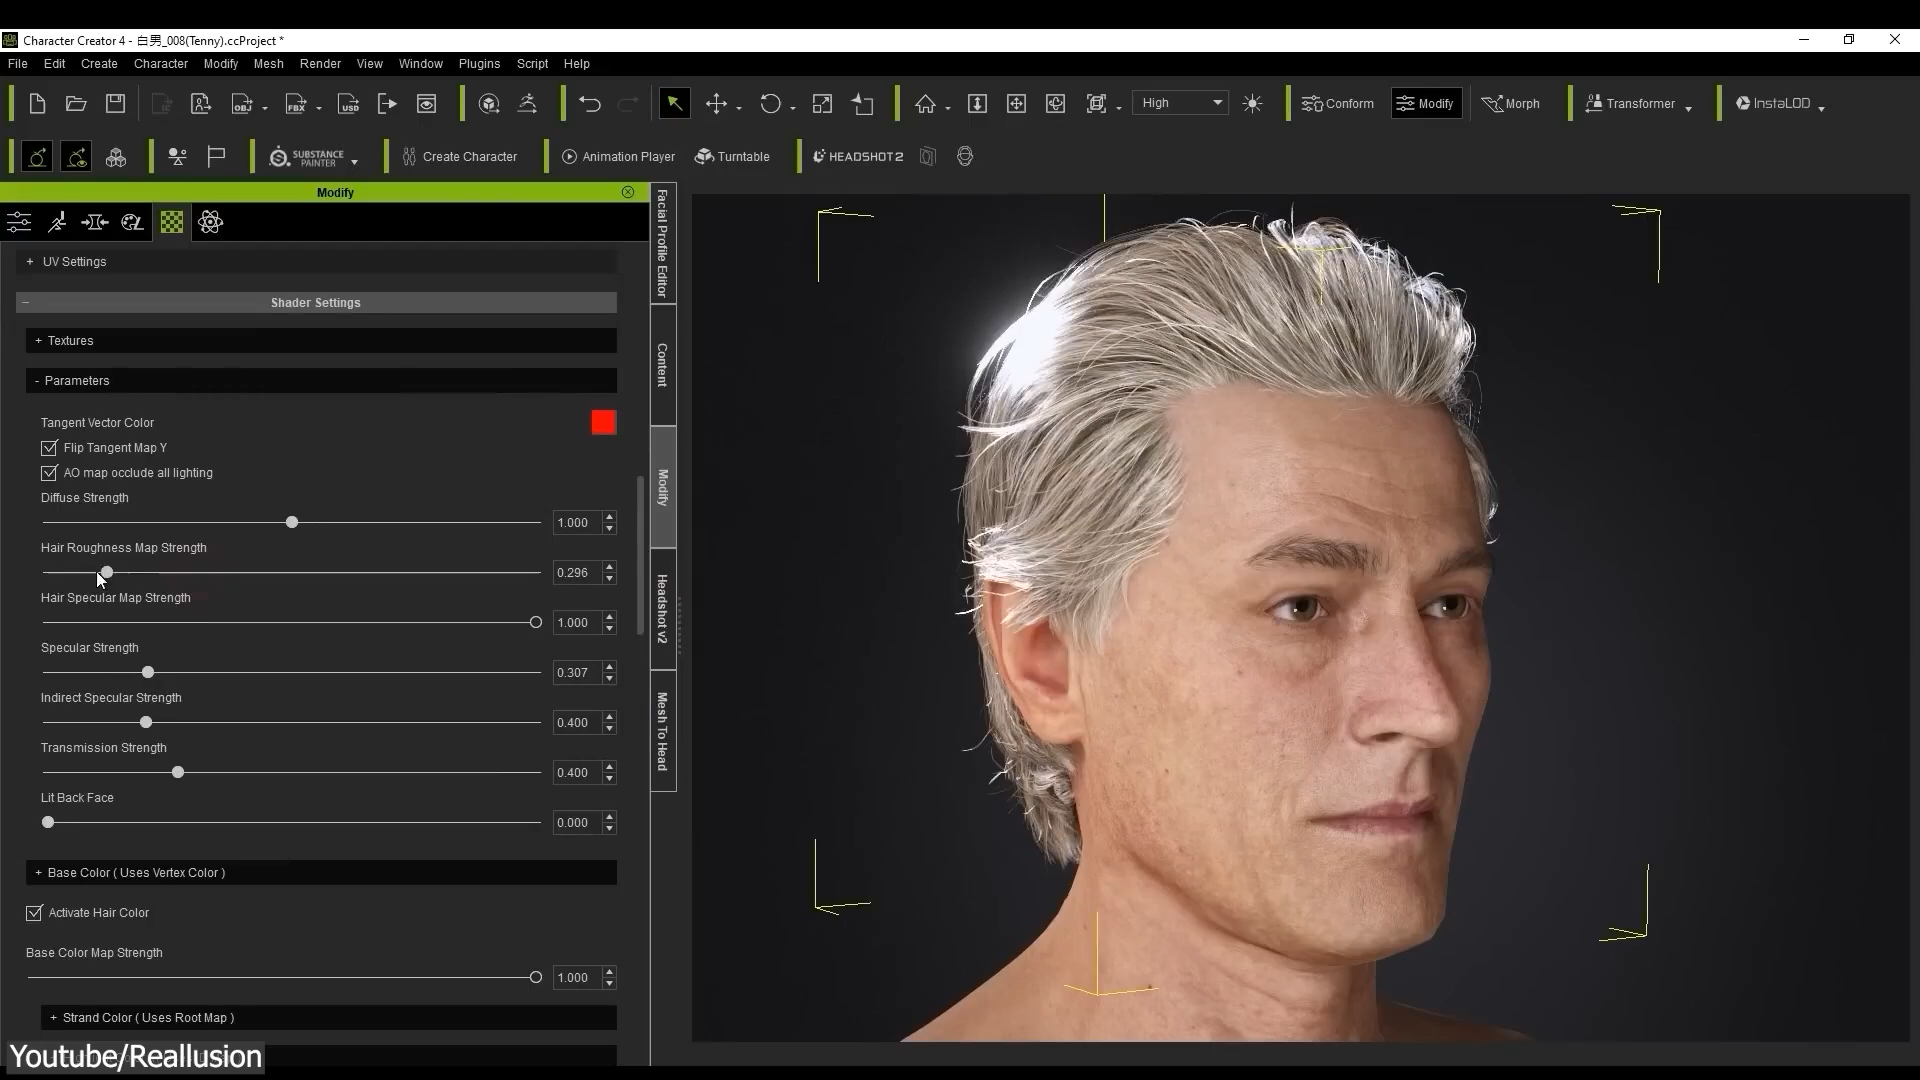 Character Creator 4 - 白男_008(Tenny).ccProject *
File Edit Create Character Modify Mesh Render View Window Plugins Script Help
OBJ FBX USD High Conform Modify Morph Transformer InstaLOD
SUBSTANCE PAINTER Create Character Animation Player Turntable HEADSHOT 2
Modify
+ UV Settings
- Shader Settings
+ Textures
- Parameters
Tangent Vector Color
Flip Tangent Map Y
AO map occlude all lighting
Diffuse Strength
1.000
Hair Roughness Map Strength
0.296
Hair Specular Map Strength
1.000
Specular Strength
0.307
Indirect Specular Strength
0.400
Transmission Strength
0.400
Lit Back Face
0.000
+ Base Color ( Uses Vertex Color )
Activate Hair Color
Base Color Map Strength
1.000
+ Strand Color ( Uses Root Map )
Facial Profile Editor
Content
Modify
Headshot v2
Mesh To Head
Youtube/Reallusion